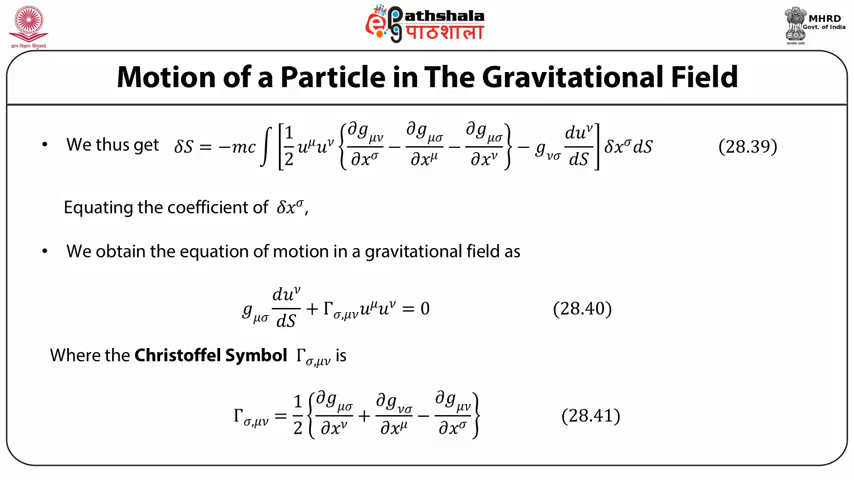 ePathshala
पाठशाला
MHRD
Govt. of India
Motion of a Particle in The Gravitational Field
• We thus get δS = −mc ∫ [1/2 u^μ u^ν {∂g_μν/∂x^σ − ∂g_μσ/∂x^μ − ∂g_μσ/∂x^ν} − g_νσ du^ν/dS] δx^σ dS (28.39)
Equating the coefficient of δx^σ,
• We obtain the equation of motion in a gravitational field as
g_μσ du^ν/dS + Γ_σ,μν u^μ u^ν = 0 (28.40)
Where the Christoffel Symbol Γ_σ,μν is
Γ_σ,μν = 1/2 {∂g_μσ/∂x^ν + ∂g_νσ/∂x^μ − ∂g_μν/∂x^σ} (28.41)